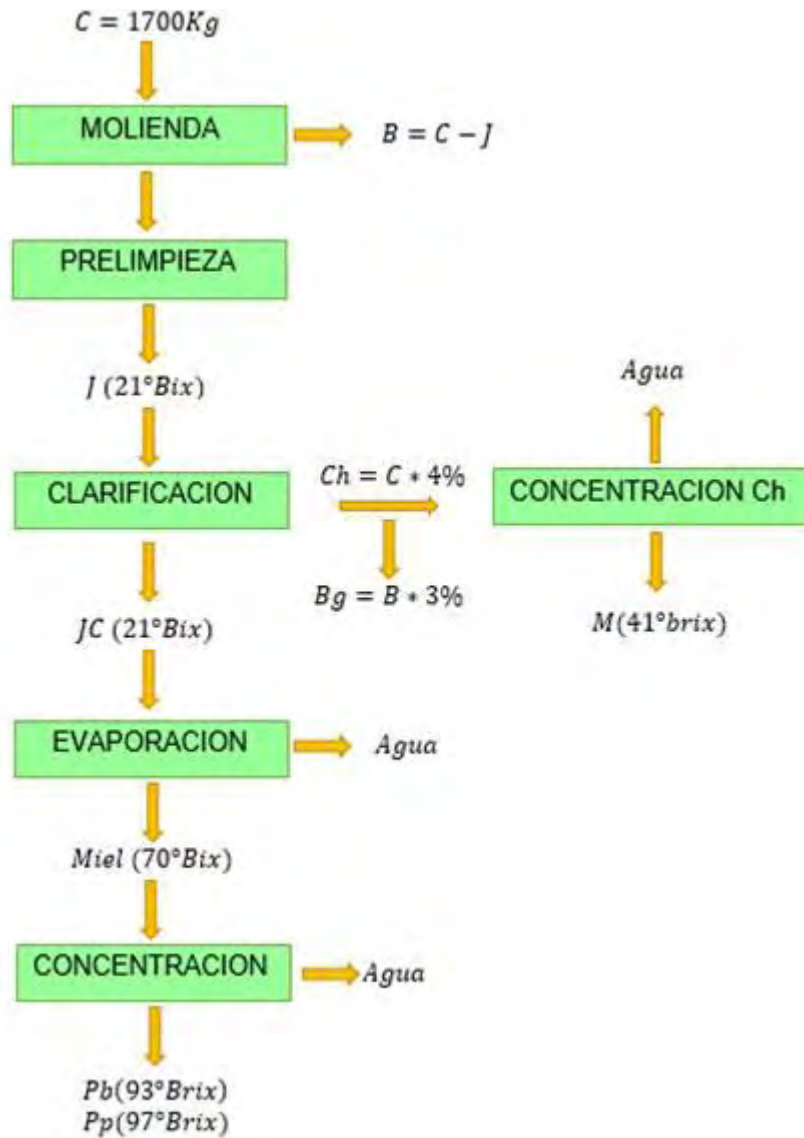 C = 1700Kg
MOLIENDA
B = C − J
PRELIMPIEZA
J (21°Bix)
Agua
CLARIFICACION
Ch = C ∗ 4%
CONCENTRACION Ch
Bg = B ∗ 3%
JC (21°Bix)
M(41°brix)
EVAPORACION
Agua
Miel (70°Bix)
CONCENTRACION
Agua
Pb(93°Brix)
Pp(97°Brix)